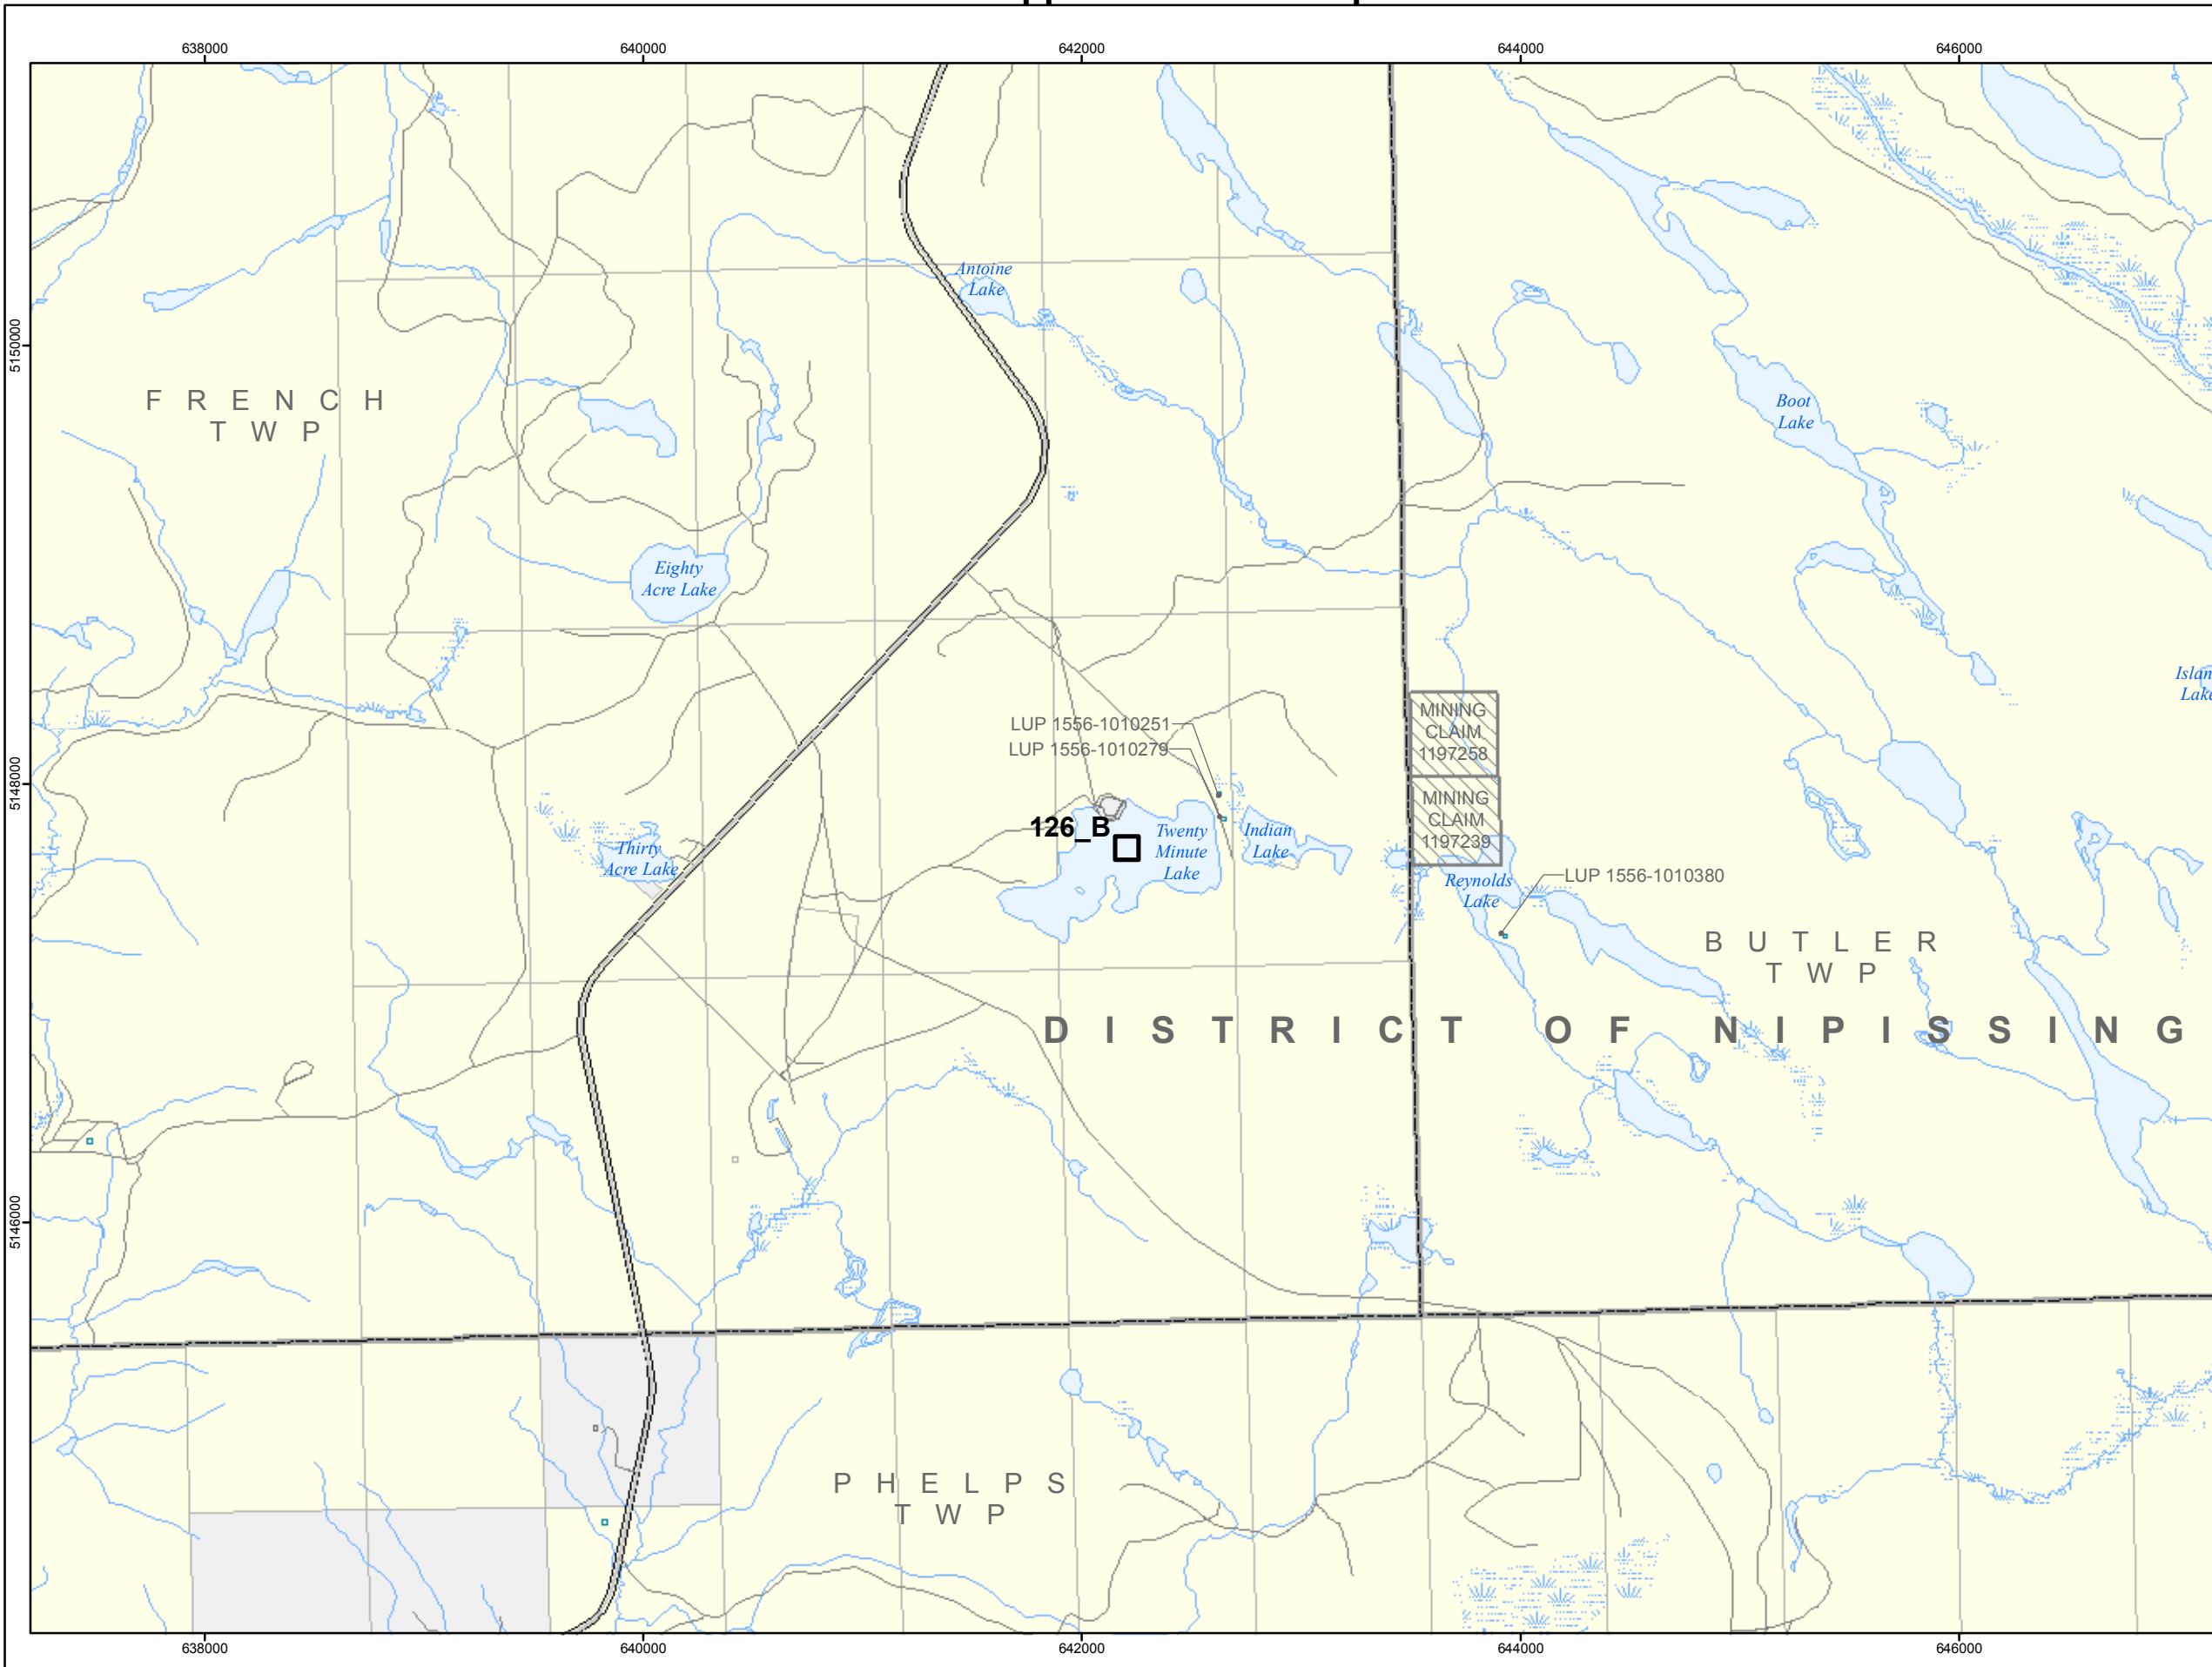 638000
640000
642000
644000
646000
5150000
5148000
5146000
Antoine
Lake
F R E N C H
T W P
Boot
Lake
Eighty
Acre Lake
LUP 1556-1010251
LUP 1556-1010279
MINING
CLAIM
1197258
MINING
CLAIM
1197239
126_B
Twenty
Minute
Lake
Indian
Lake
Thirty
Acre Lake
Reynolds
Lake
LUP 1556-1010380
B U T L E R
T W P
D I S T R I C T O F N I P I S S I N G
P H E L P S
T W P
638000
640000
642000
644000
646000